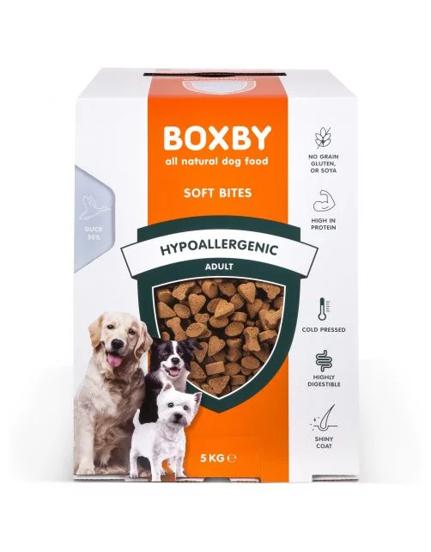 BOXBY
all natural dog food
SOFT BITES
HYPOALLERGENIC
ADULT
DUCK
5 KG ℮
NO GRAIN
GLUTEN,
OR SOYA
HIGH IN
PROTEIN
COLD PRESSED
HIGHLY
DIGESTIBLE
SHINY
COAT